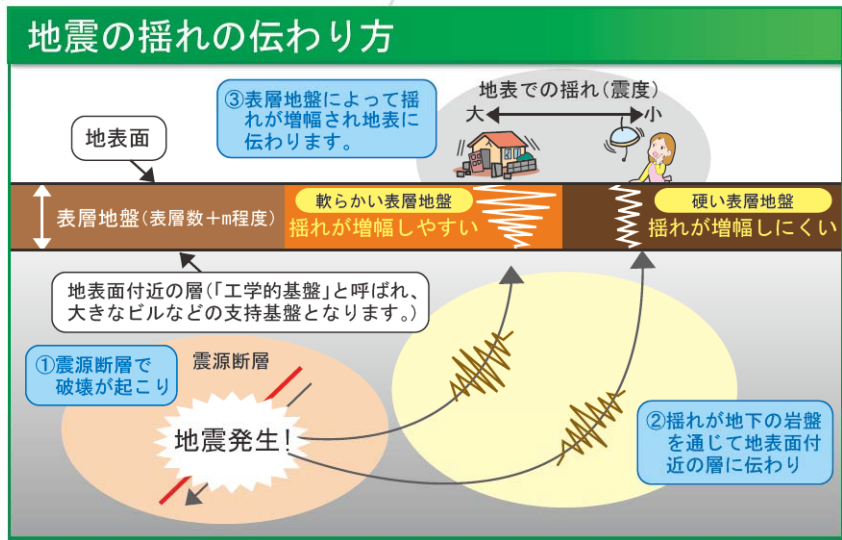 地震の揺れの伝わり方
③表層地盤によって揺
れが増幅され地表に
伝わります。
地表での揺れ(震度)
大
小
地表面
表層地盤(表層数十m程度)
軟らかい表層地盤
揺れが増幅しやすい
硬い表層地盤
揺れが増幅しにくい
地表面付近の層(「工学的基盤」と呼ばれ、
大きなビルなどの支持基盤となります。)
①震源断層で
破壊が起こり
震源断層
地震発生!
②揺れが地下の岩盤
を通じて地表面付
近の層に伝わり